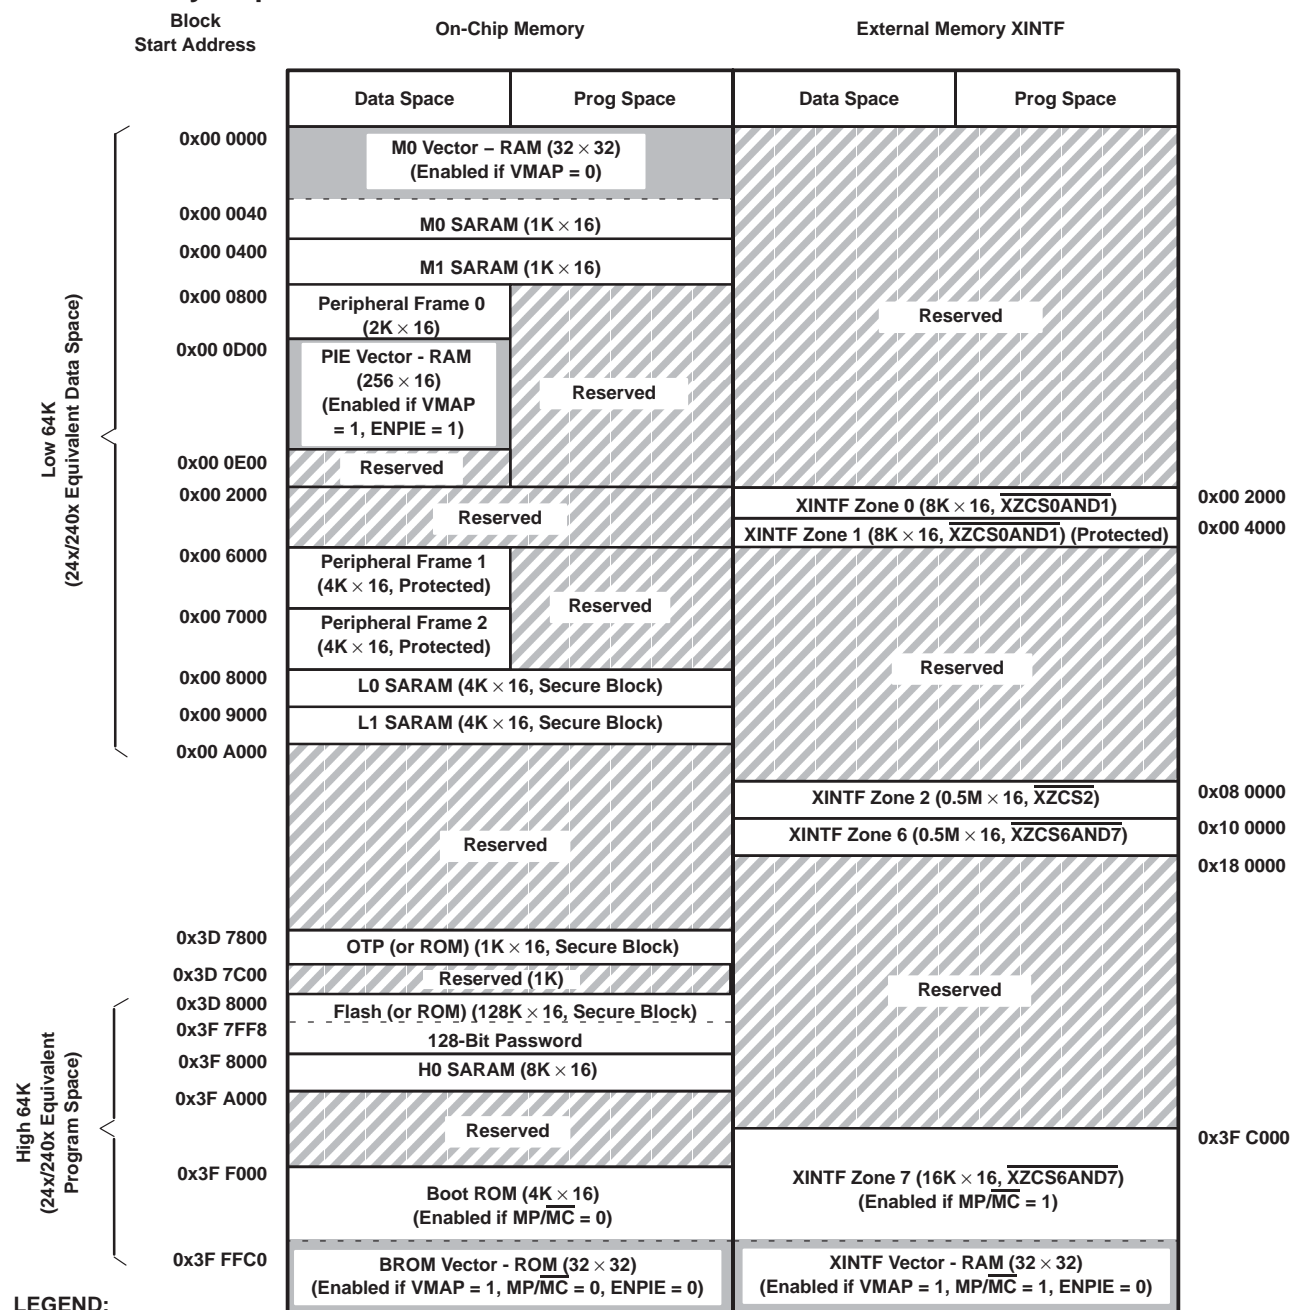 Block
Start Address
On-Chip Memory
External Memory XINTF
Data Space
Prog Space
Data Space
Prog Space
0x00 0000
M0 Vector – RAM (32 × 32)
(Enabled if VMAP = 0)
0x00 0040
M0 SARAM (1K × 16)
0x00 0400
M1 SARAM (1K × 16)
0x00 0800
Peripheral Frame 0
(2K × 16)
0x00 0D00
PIE Vector - RAM
(256 × 16)
(Enabled if VMAP
= 1, ENPIE = 1)
Reserved
Reserved
0x00 0E00
Reserved
0x00 2000
Reserved
XINTF Zone 0 (8K × 16, XZCS0AND1)
0x00 2000
XINTF Zone 1 (8K × 16, XZCS0AND1) (Protected)
0x00 4000
Low 64K
(24x/240x Equivalent Data Space)
0x00 6000
Peripheral Frame 1
(4K × 16, Protected)
Reserved
0x00 7000
Peripheral Frame 2
(4K × 16, Protected)
Reserved
0x00 8000
L0 SARAM (4K × 16, Secure Block)
0x00 9000
L1 SARAM (4K × 16, Secure Block)
0x00 A000
Reserved
XINTF Zone 2 (0.5M × 16, XZCS2)
0x08 0000
XINTF Zone 6 (0.5M × 16, XZCS6AND7)
0x10 0000
0x18 0000
0x3D 7800
OTP (or ROM) (1K × 16, Secure Block)
0x3D 7C00
Reserved (1K)
Reserved
0x3D 8000
Flash (or ROM) (128K × 16, Secure Block)
0x3F 7FF8
128-Bit Password
0x3F 8000
H0 SARAM (8K × 16)
0x3F A000
Reserved
0x3F C000
High 64K
(24x/240x Equivalent
Program Space)
0x3F F000
Boot ROM (4K × 16)
(Enabled if MP/MC = 0)
XINTF Zone 7 (16K × 16, XZCS6AND7)
(Enabled if MP/MC = 1)
0x3F FFC0
BROM Vector - ROM (32 × 32)
(Enabled if VMAP = 1, MP/MC = 0, ENPIE = 0)
XINTF Vector - RAM (32 × 32)
(Enabled if VMAP = 1, MP/MC = 1, ENPIE = 0)
LEGEND: